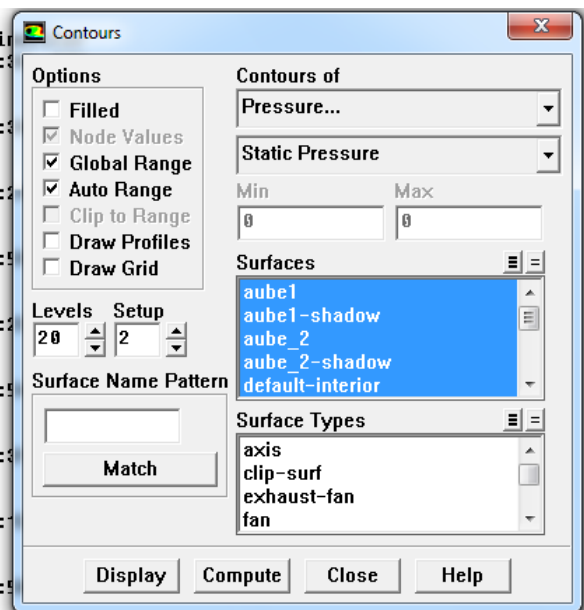 Contours
Options
Filled
Node Values
Global Range
Auto Range
Clip to Range
Draw Profiles
Draw Grid
Levels Setup
20 2
Surface Name Pattern
Match
Contours of
Pressure...
Static Pressure
Min Max
0 0
Surfaces
aube1
aube1-shadow
aube_2
aube_2-shadow
default-interior
Surface Types
axis
clip-surf
exhaust-fan
fan
Display Compute Close Help